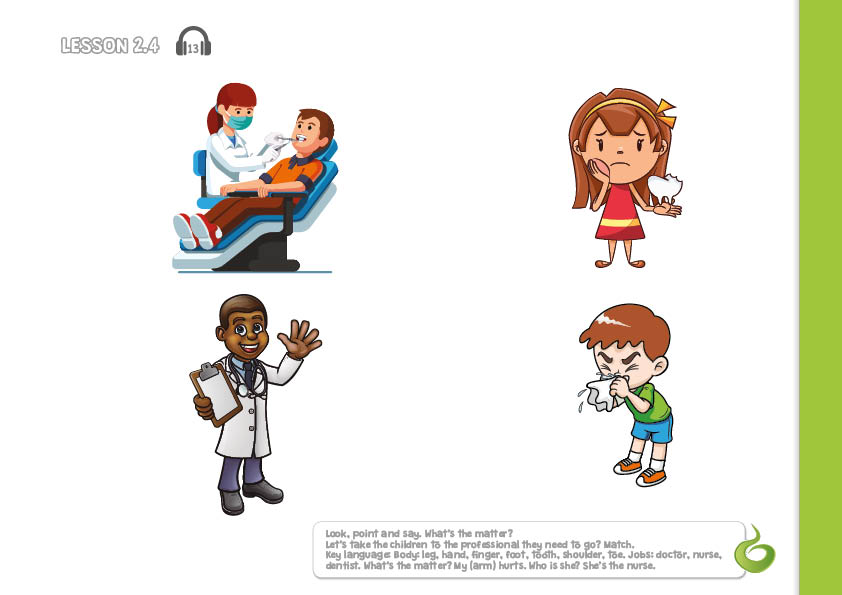 LESSON 2.4
13
Look, point and say. What's the matter?
Let's take the children to the professional they need to go? Match.
Key language: Body: leg, hand, finger, foot, tooth, shoulder, toe. Jobs: doctor, nurse,
dentist. What's the matter? My (arm) hurts. Who is she? She's the nurse.